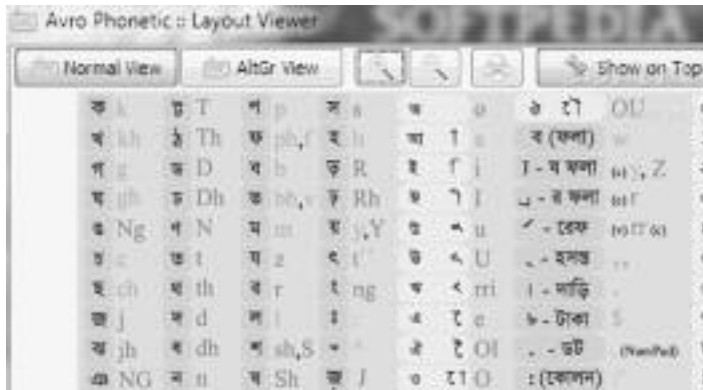 Avro Phonetic :: Layout Viewer
SOFTPEDIA
Normal View AltGr View Show on Top
ক k ট T প p স s অ o ঔ ৌ OU
খ kh ঠ Th ফ ph,f হ h আ া a ব (ফলা) w
গ g ড D ব b ড় R ই ি i য ফলা y, Z
ঘ gh ঢ Dh ভ bh,v ঢ় Rh ঈ ী I র ফলা r
ঙ Ng ণ N ম m য় y,Y উ ু u রেফ rr
চ c ত t য z ৎ t`` ঊ ূ U হসন্ত ,,
ছ ch থ th র r ং ng ঋ ৃ rri । - দাড়ি .
জ j দ d ল l ঃ : এ ে e ৳ - টাকা $
ঝ jh ধ dh শ sh,S ঁ ^ ঐ ৈ OI . - ডট (NumPad)
ঞ NG ন n ষ Sh জ J ও ো O : (কোলন)